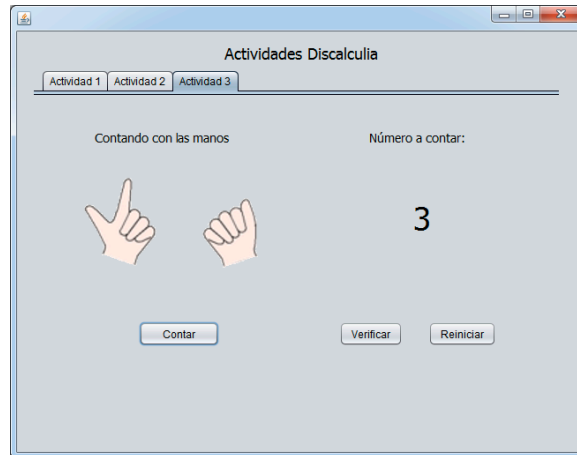 Actividades Discalculia
Actividad 1 Actividad 2 Actividad 3
Contando con las manos
Número a contar:
3
Contar
Verificar Reiniciar